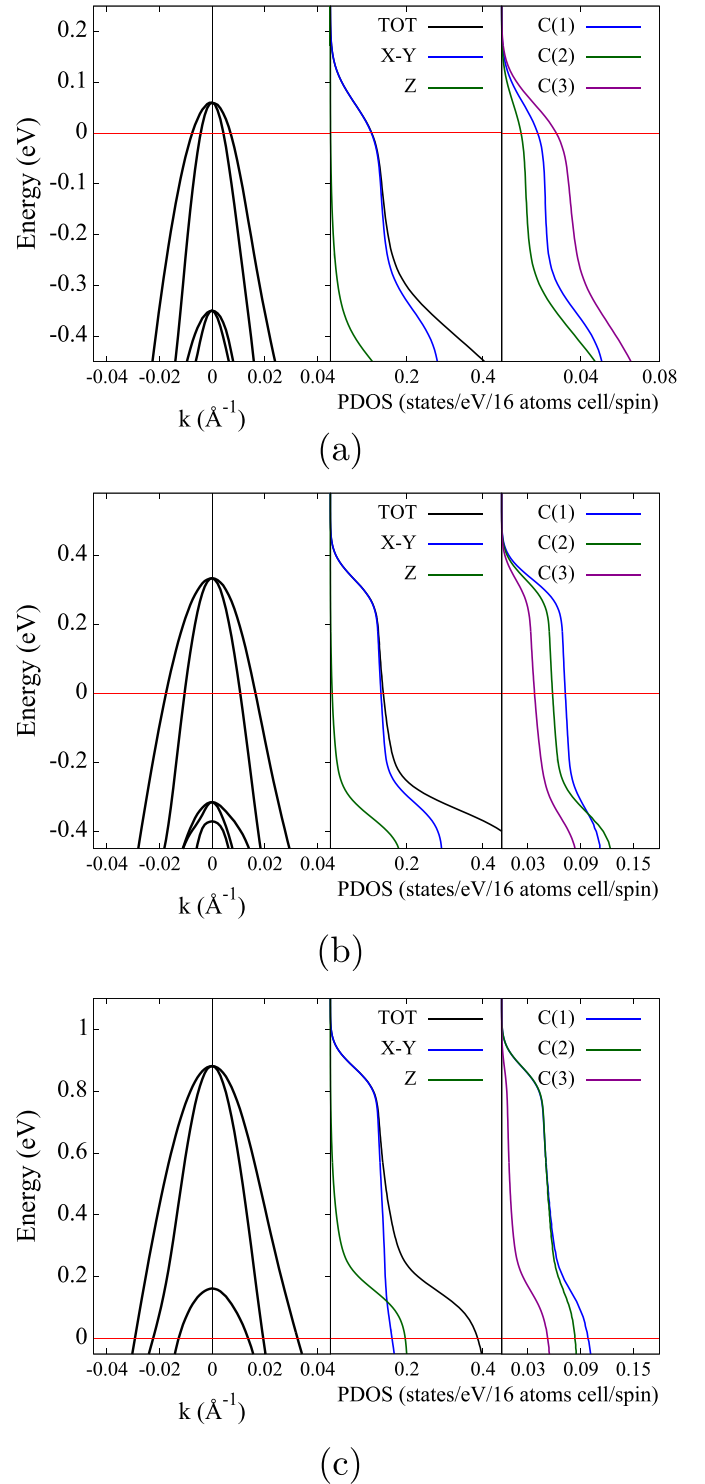 0.2
0.1
0
-0.1
-0.2
-0.3
-0.4
Energy (eV)
TOT
X-Y
Z
C(1)
C(2)
C(3)
-0.04 -0.02 0 0.02 0.04 0.2 0.4 0.04 0.08
k (Å-1) PDOS (states/eV/16 atoms cell/spin)
(a)
0.4
0.2
0
-0.2
-0.4
Energy (eV)
TOT
X-Y
Z
C(1)
C(2)
C(3)
-0.04 -0.02 0 0.02 0.04 0.2 0.4 0.03 0.09 0.15
k (Å-1) PDOS (states/eV/16 atoms cell/spin)
(b)
1
0.8
0.6
0.4
0.2
0
Energy (eV)
TOT
X-Y
Z
C(1)
C(2)
C(3)
-0.04 -0.02 0 0.02 0.04 0.2 0.4 0.03 0.09 0.15
k (Å-1) PDOS (states/eV/16 atoms cell/spin)
(c)